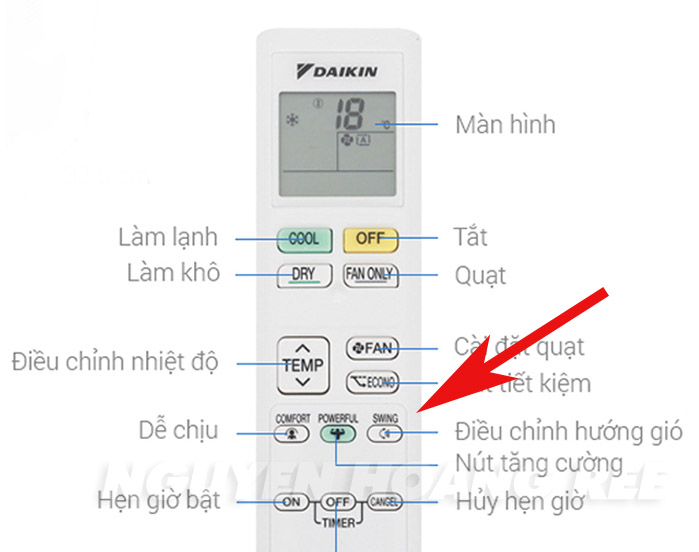 DAIKIN
18 °C
A
Màn hình
Làm lạnh COOL OFF Tắt
Làm khô DRY FAN ONLY Quạt
FAN Cài đặt quạt
Điều chỉnh nhiệt độ TEMP
ECONO tiết kiệm
COMFORT POWERFUL SWING
Dễ chịu Điều chỉnh hướng gió
Nút tăng cường
NGUYEN HOANG REE
Hẹn giờ bật ON OFF CANCEL Hủy hẹn giờ
TIMER